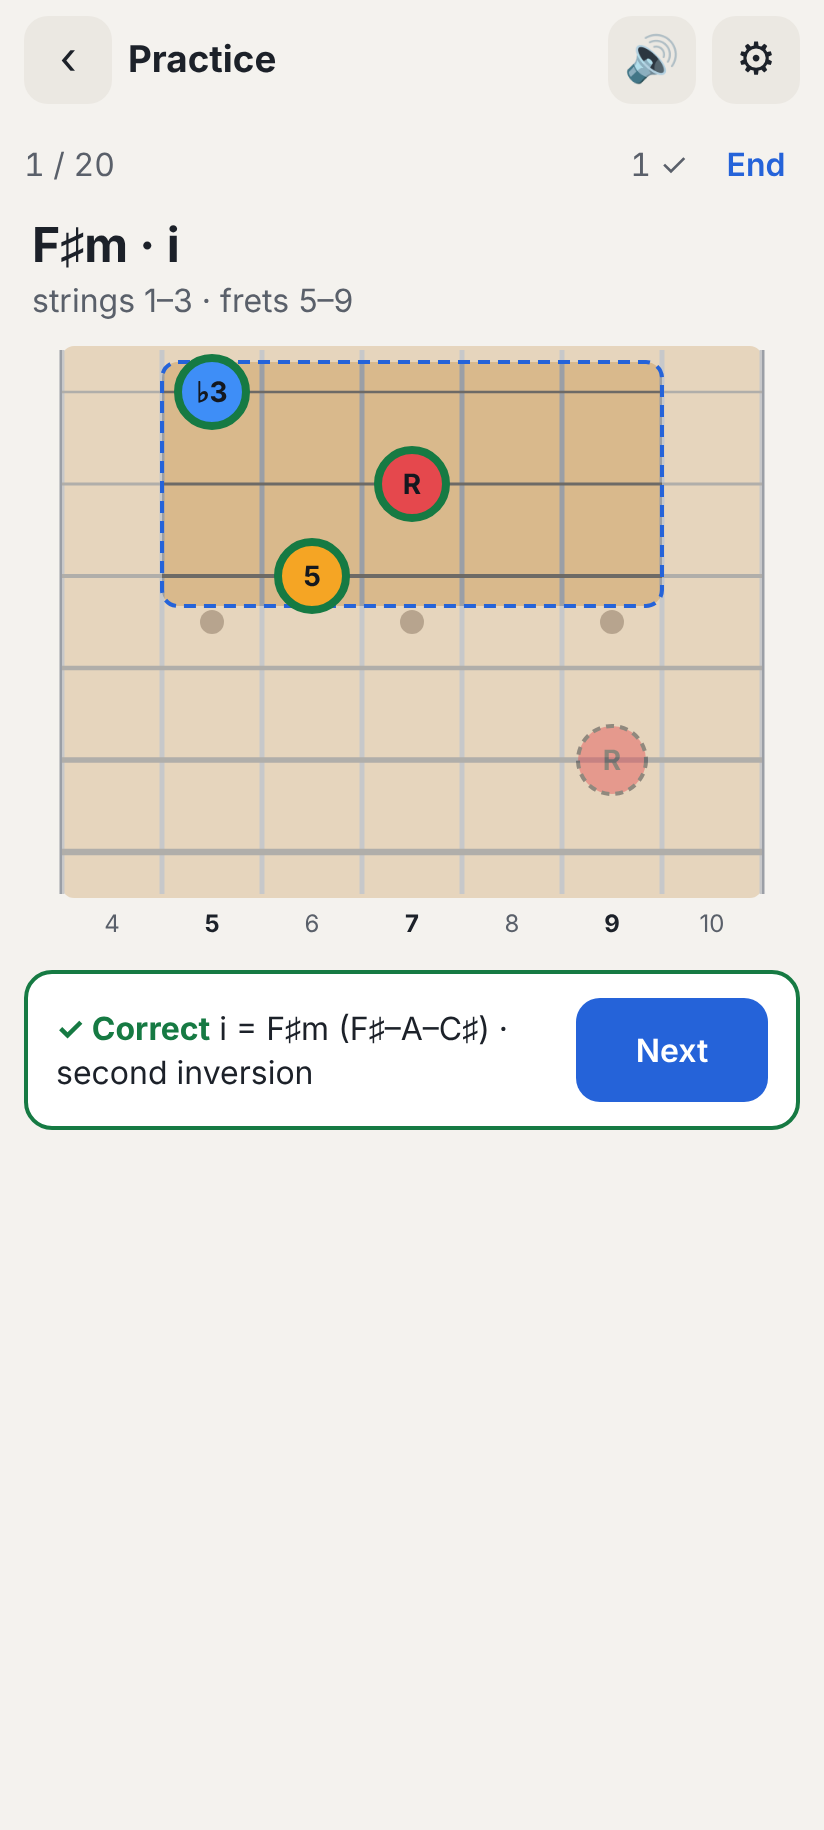 ‹ Practice
1 / 20 1 ✓ End
F♯m · i
strings 1–3 · frets 5–9
♭3
R
5
R
4 5 6 7 8 9 10
✓ Correct i = F♯m (F♯–A–C♯) ·
second inversion
Next